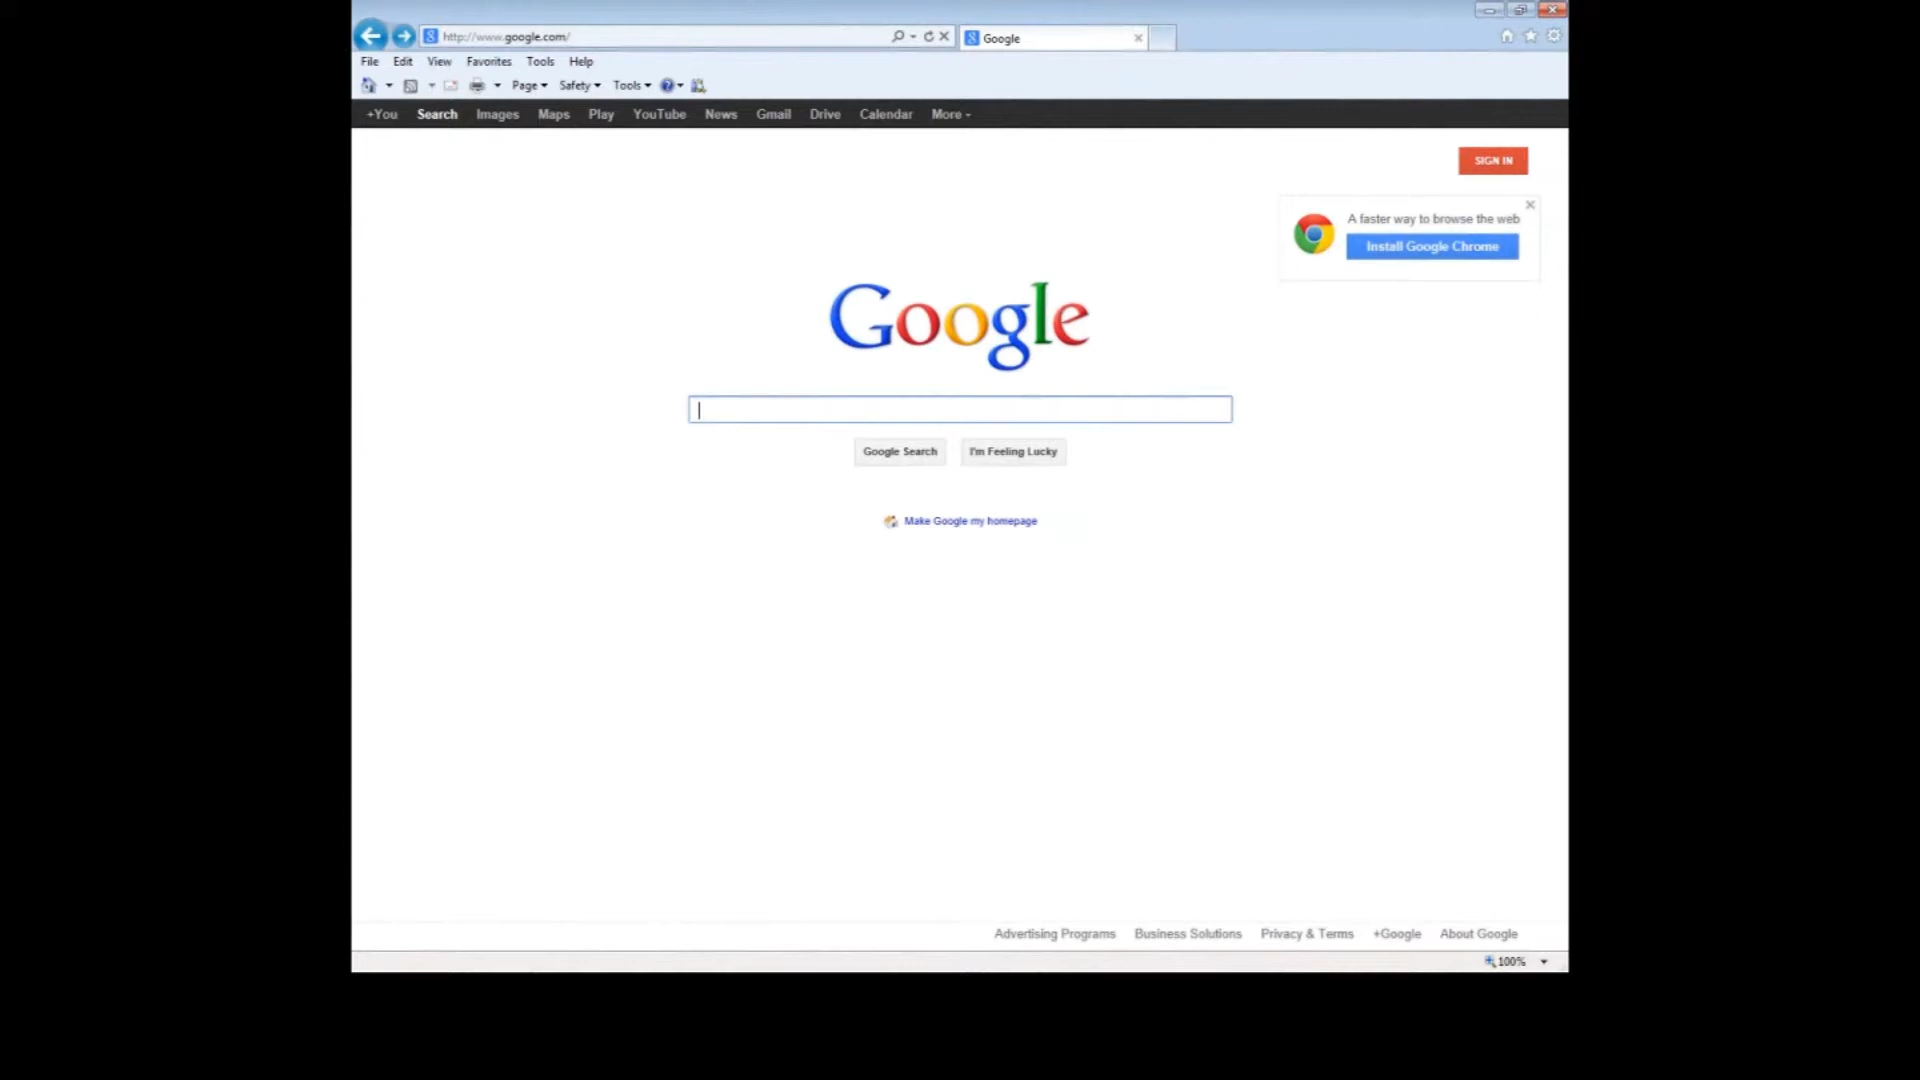 http://www.google.com/
Google
File Edit View Favorites Tools Help
Page Safety Tools
+You Search Images Maps Play YouTube News Gmail Drive Calendar More
SIGN IN
A faster way to browse the web
Install Google Chrome
Google
Google Search I'm Feeling Lucky
Make Google my homepage
Advertising Programs Business Solutions Privacy & Terms +Google About Google
100%